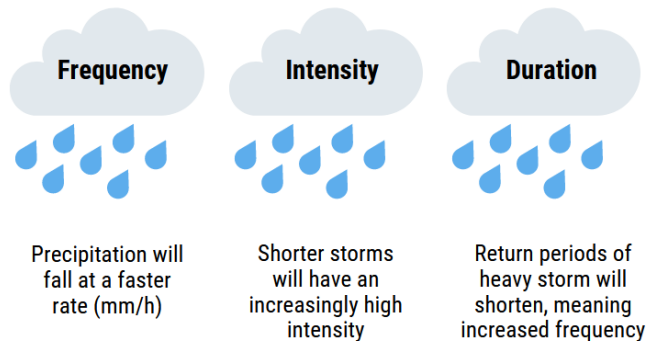 Frequency
Precipitation will
fall at a faster
rate (mm/h)
Intensity
Shorter storms
will have an
increasingly high
intensity
Duration
Return periods of
heavy storm will
shorten, meaning
increased frequency